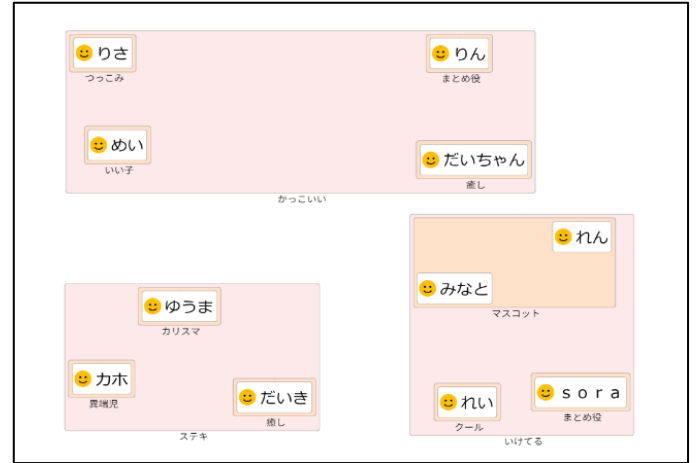 りさ
つっこみ
りん
まとめ役
めい
いい子
だいちゃん
癒し
かっこいい
れん
みなと
マスコット
ゆうま
カリスマ
カホ
異端児
だいき
癒し
ステキ
れい
クール
ｓｏｒａ
まとめ役
いけてる